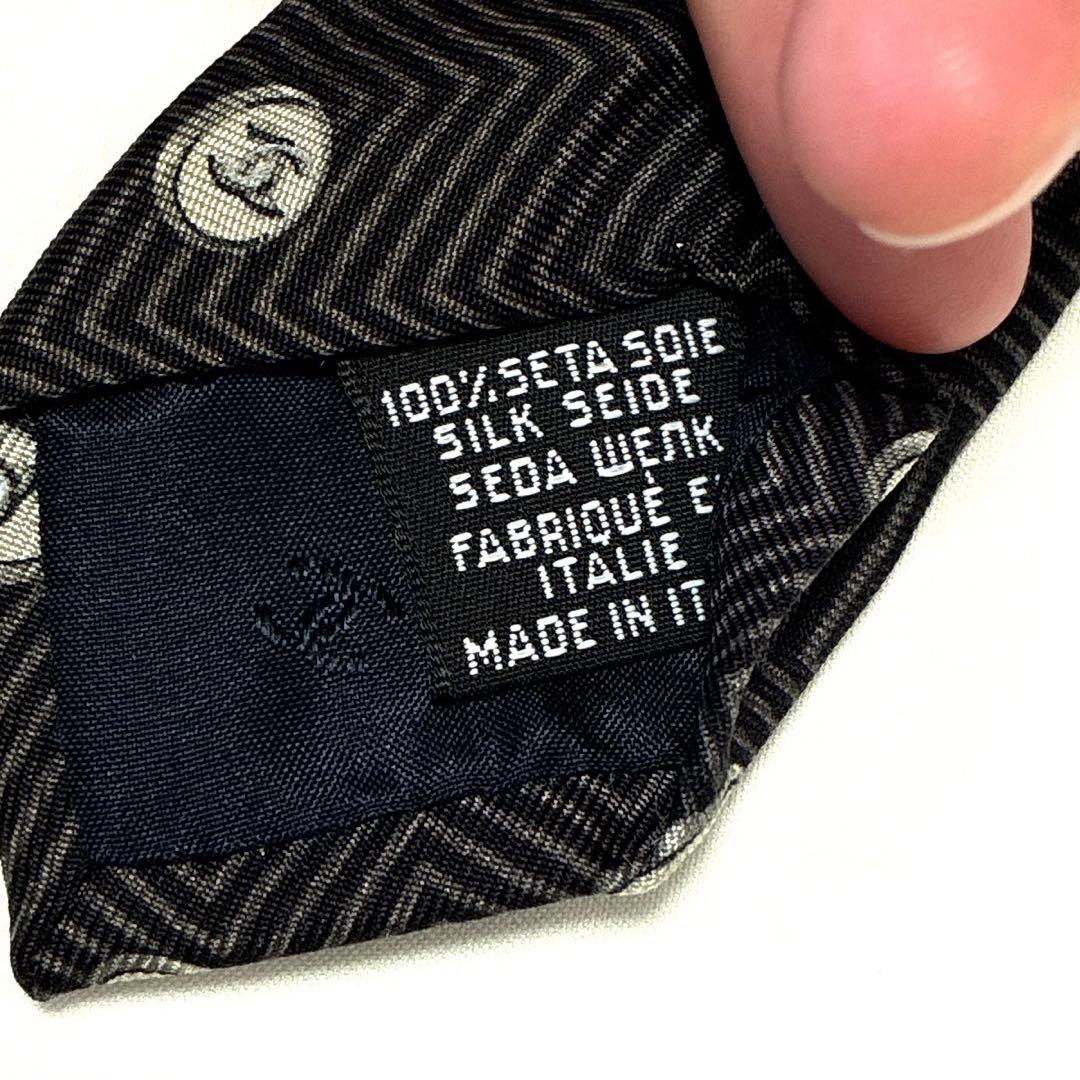 100% SETA SOIE
SILK SEIDE
SEDA ШЕЛК
FABRIQUÉ E
ITALIE
MADE IN IT